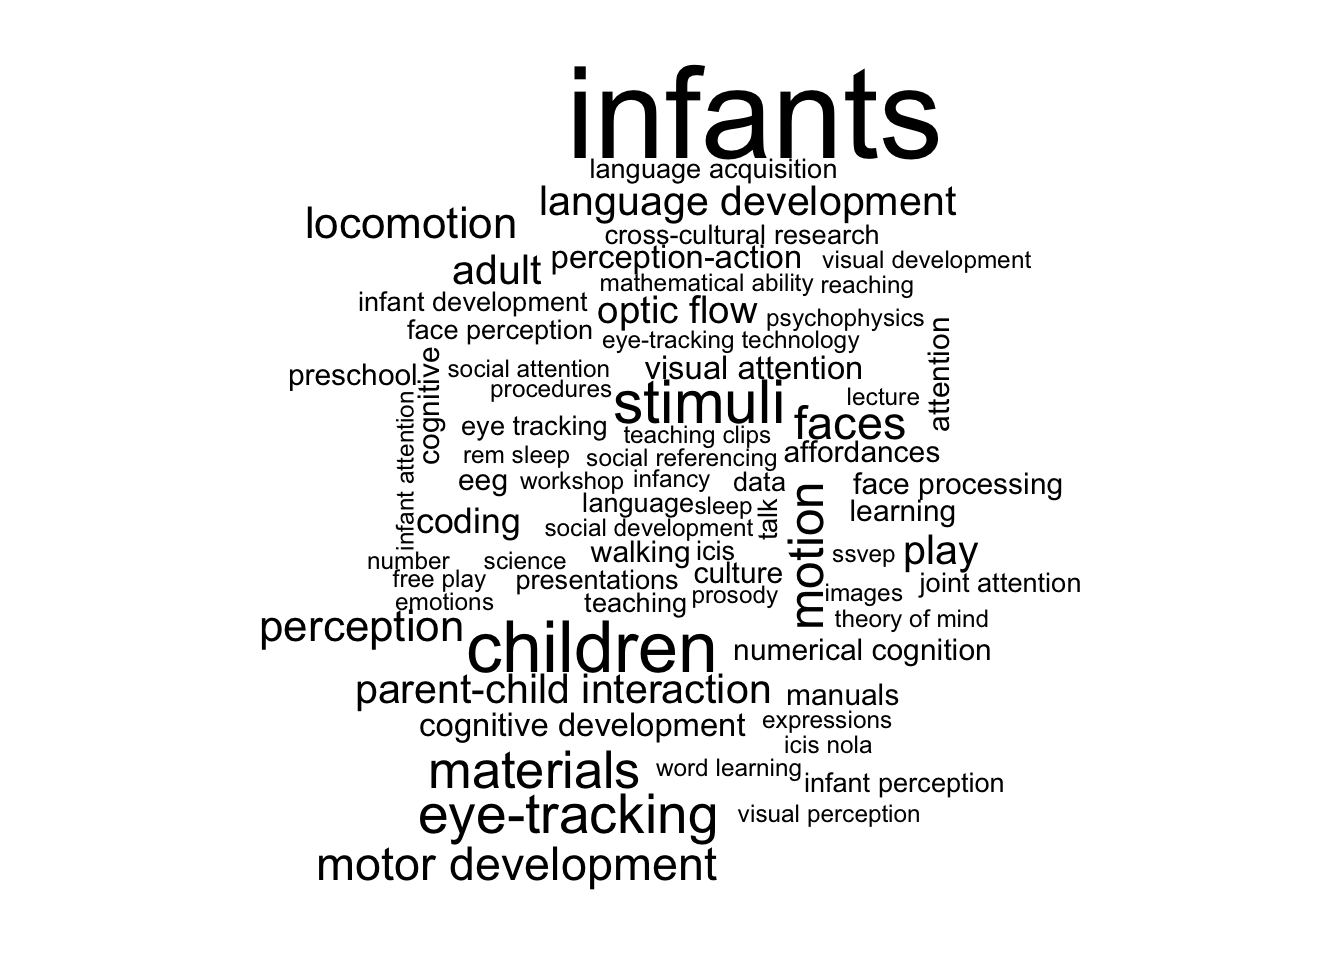 infants
language acquisition
language development
locomotion
cross-cultural research
perception-action
visual development
adult
mathematical ability
reaching
infant development
optic flow
psychophysics
face perception
eye-tracking technology
attention
cognitive
social attention
visual attention
preschool
procedures
stimuli
lecture
faces
infant attention
eye tracking
teaching clips
affordances
rem sleep
social referencing
eeg
workshop
infancy
data
face processing
language
sleep
talk
motion
learning
coding
social development
number
science
walking
icis
ssvep
play
free play
presentations
culture
joint attention
emotions
teaching
prosody
images
theory of mind
perception
children
numerical cognition
parent-child interaction
manuals
cognitive development
expressions
icis nola
materials
word learning
infant perception
eye-tracking
visual perception
motor development